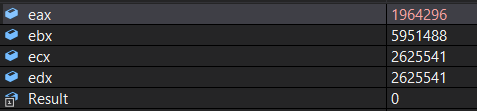 eax 1964296
ebx 5951488
ecx 2625541
edx 2625541
Result 0